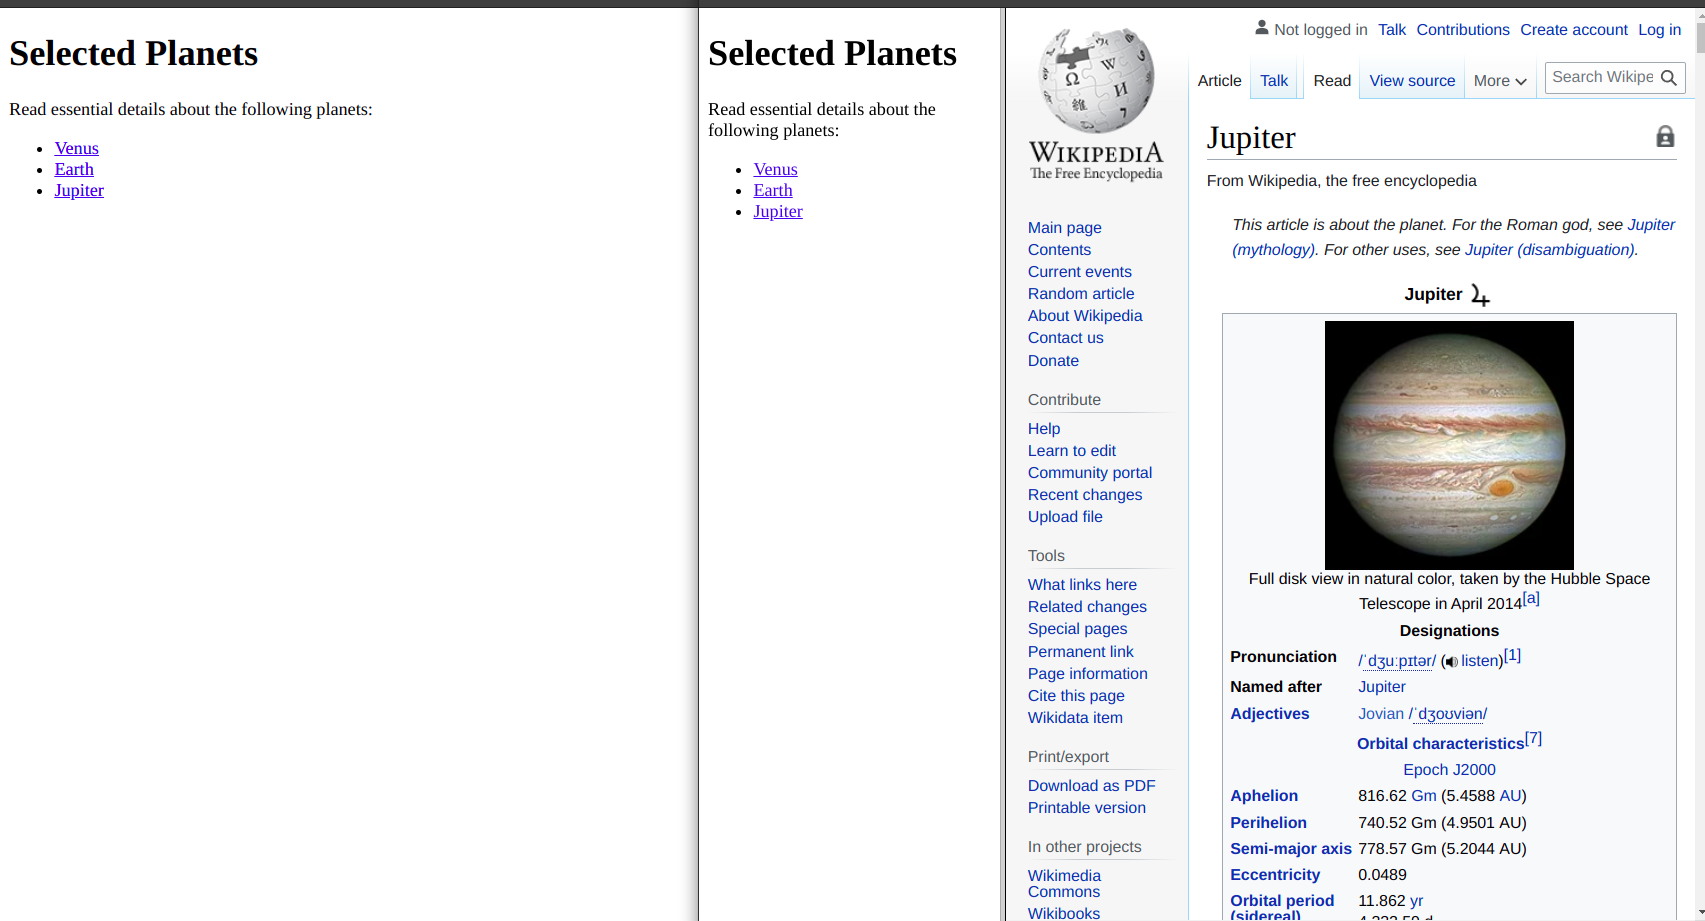 Selected Planets
Read essential details about the following planets:
Venus
Earth
Jupiter
Selected Planets
Read essential details about the
following planets:
Venus
Earth
Jupiter
WIKIPEDIA
The Free Encyclopedia
Main page
Contents
Current events
Random article
About Wikipedia
Contact us
Donate
Contribute
Help
Learn to edit
Community portal
Recent changes
Upload file
Tools
What links here
Related changes
Special pages
Permanent link
Page information
Cite this page
Wikidata item
Print/export
Download as PDF
Printable version
In other projects
Wikimedia
Commons
Wikibooks
Not logged in Talk Contributions Create account Log in
Article Talk Read View source More Search Wikipe
Jupiter
From Wikipedia, the free encyclopedia
This article is about the planet. For the Roman god, see Jupiter
(mythology). For other uses, see Jupiter (disambiguation).
Jupiter ♃
Full disk view in natural color, taken by the Hubble Space
Telescope in April 2014[a]
Designations
Pronunciation /ˈdʒuːpɪtər/ (listen)[1]
Named after Jupiter
Adjectives Jovian /ˈdʒoʊviən/
Orbital characteristics[7]
Epoch J2000
Aphelion 816.62 Gm (5.4588 AU)
Perihelion 740.52 Gm (4.9501 AU)
Semi-major axis 778.57 Gm (5.2044 AU)
Eccentricity 0.0489
Orbital period 11.862 yr
(sidereal)